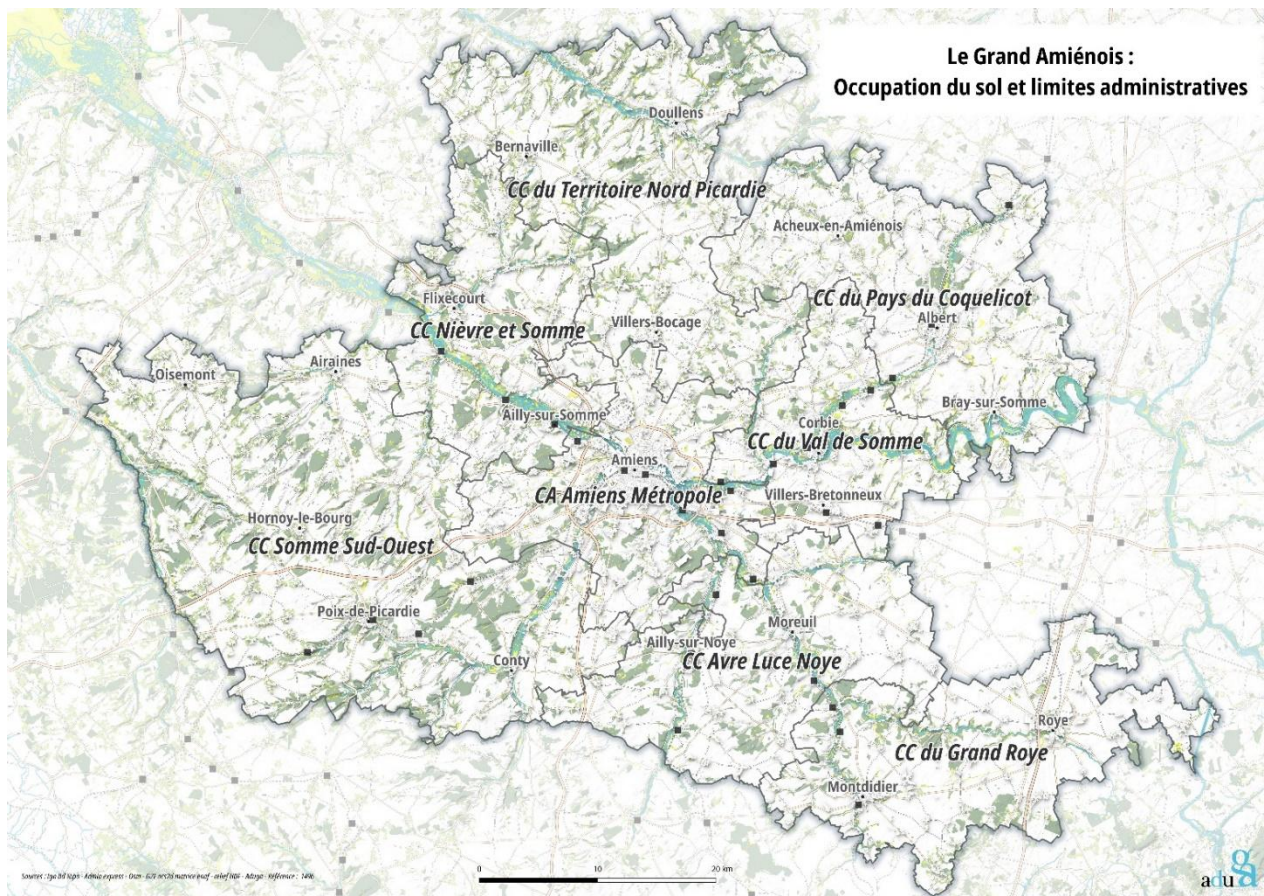 Le Grand Amiénois :
Occupation du sol et limites administratives
Doullens
Bernaville
CC du Territoire Nord Picardie
Acheux-en-Amiénois
Flixecourt
CC du Pays du Coquelicot
Albert
CC Nièvre et Somme
Villers-Bocage
Airaines
Oisemont
Ailly-sur-Somme
Bray-sur-Somme
Corbie
CC du Val de Somme
Amiens
CA Amiens Métropole
Villers-Bretonneux
Hornoy-le-Bourg
CC Somme Sud-Ouest
Poix-de-Picardie
Moreuil
Ailly-sur-Noye
CC Avre Luce Noye
Conty
Roye
CC du Grand Roye
Montdidier
0 10 20 km
adu
ga